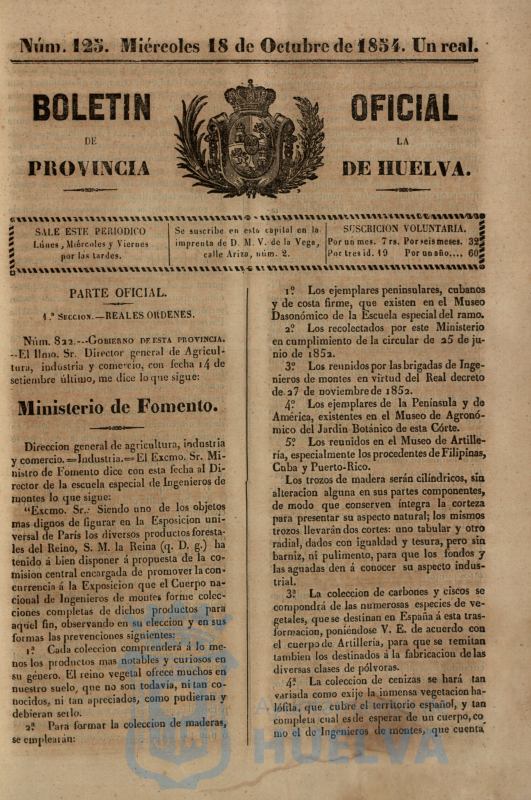 Núm. 125. Miércoles 18 de Octubre de 1854. Un real.
BOLETIN OFICIAL
DE LA
PROVINCIA DE HUELVA.
SALE ESTE PERIODICO
Lúnes, Miércoles y Viernes
por las tardes.
Se suscribe en esta capital en la
imprenta de D. M. V. de la Vega,
calle Ariza, núm. 2.
SUSCRICION VOLUNTARIA.
Por un mes. 7 rs. Por seis meses. 32
Por tres id. 19 Por un año.... 60
PARTE OFICIAL.
1.ª SECCION.—REALES ORDENES.
Núm. 822.--GOBIERNO DE ESTA PROVINCIA.
--El Ilmo. Sr. Director general de Agricul-
tura, industria y comercio, con fecha 14 de
setiembre último, me dice lo que sigue:
Ministerio de Fomento.
Direccion general de agricultura, industria
y comercio.=Industria.=El Excmo. Sr. Mi-
nistro de Fomento dice con esta fecha al Di-
rector de la escuela especial de Ingenieros de
montes lo que sigue:
"Excmo. Sr.: Siendo uno de los objetos
mas dignos de figurar en la Esposicion uni-
versal de París los diversos productos foresta-
les del Reino, S. M. la Reina (q. D. g.) ha
tenido á bien disponer á propuesta de la co-
mision central encargada de promover la con-
currencia á la Exposicion que el Cuerpo na-
cional de Ingenieros de montes forme colec-
ciones completas de dichos productos para
aquel fin, observando en su eleccion y en sus
formas las prevenciones siguientes:
1.ª Cada coleccion comprenderá á lo me-
nos los productos mas notables y curiosos en
su género. El reino vegetal ofrece muchos en
nuestro suelo, que no son todavia, ni tan co-
nocidos, ni tan apreciados, como pudieran y
debieran serlo.
2.ª Para formar la coleccion de maderas,
se emplearán:
1.º Los ejemplares peninsulares, cubanos
y de costa firme, que existen en el Museo
Dasonómico de la Escuela especial del ramo.
2.º Los recolectados por este Ministerio
en cumplimiento de la circular de 25 de ju-
nio de 1852.
3.º Los reunidos por las brigadas de Inge-
nieros de montes en virtud del Real decreto
de 27 de noviembre de 1852.
4.º Los ejemplares de la Península y de
América, existentes en el Museo de Agronó-
mico del Jardin Botánico de esta Córte.
5.º Los reunidos en el Museo de Artille-
ría, especialmente los procedentes de Filipinas,
Cuba y Puerto-Rico.
Los trozos de madera serán cilíndricos, sin
alteracion alguna en sus partes componentes,
de modo que conserven íntegra la corteza
para presentar su aspecto natural; los mismos
trozos llevarán dos cortes: uno tabular y otro
radial, dados con igualdad y tesura, pero sin
barniz, ni pulimento, para que los fondos y
las aguadas den á conocer su aspecto indus-
trial.
3.ª La coleccion de carbones y ciscos se
compondrá de las numerosas especies de ve-
getales, que se destinan en España á esta tras-
formacion, poniéndose V. E. de acuerdo con
el cuerpo de Artillería, para que se remitan
tambien los destinados á la fabricacion de las
diversas clases de pólvoras.
4.ª La coleccion de cenizas se hará tan
variada como exije la inmensa vegetacion ha-
lófila, que cubre el territorio español, y tan
completa cual es de esperar de un cuerpo, co
mo el de Ingenieros de montes, que cuenta
HUELVA